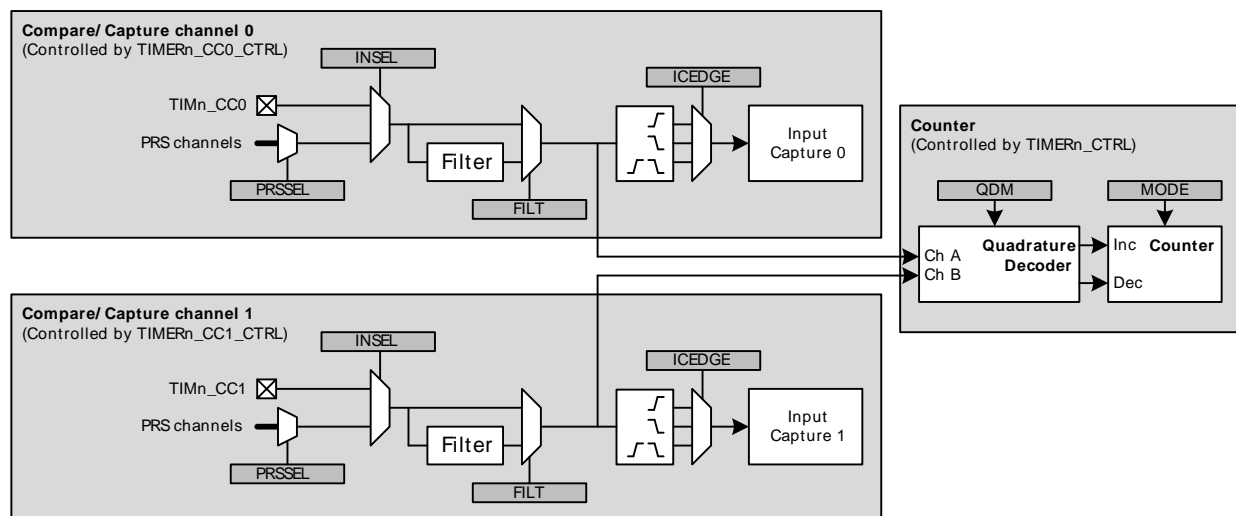 Compare/ Capture channel 0
(Controlled by TIMERn_CC0_CTRL)
INSEL
TIMn_CC0
PRS channels
PRSSEL
Filter
FILT
ICEDGE
Input
Capture 0
Compare/ Capture channel 1
(Controlled by TIMERn_CC1_CTRL)
INSEL
TIMn_CC1
PRS channels
PRSSEL
Filter
FILT
ICEDGE
Input
Capture 1
Counter
(Controlled by TIMERn_CTRL)
QDM
MODE
Ch A
Ch B
Quadrature
Decoder
Inc
Dec
Counter